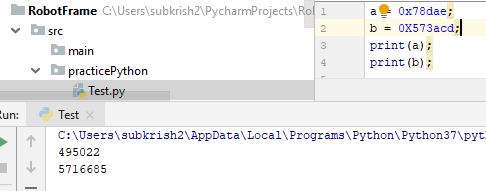 RobotFrame C:\Users\subkrish2\PycharmProjects\Ro
src
main
practicePython
Test.py
1
a = 0x78dae;
2
b = 0X573acd;
3
print(a);
4
print(b);
Run: Test
C:\Users\subkrish2\AppData\Local\Programs\Python\Python37\pyt
495022
5716685